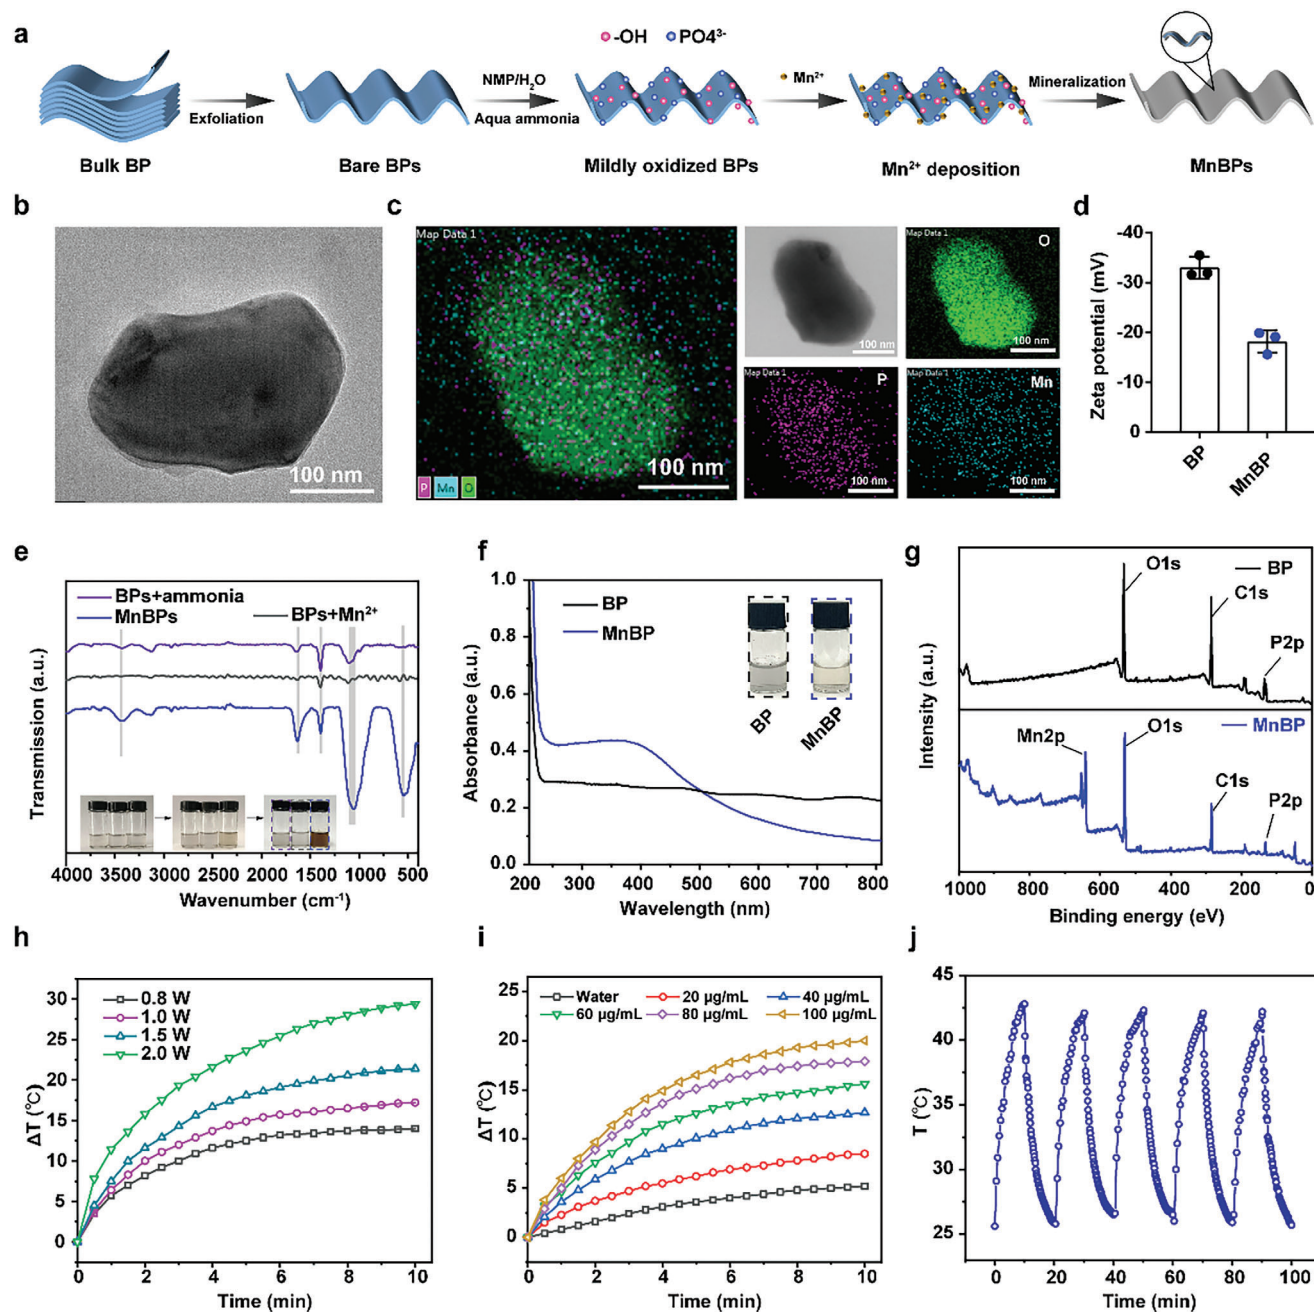 a
-OH PO4³⁻
NMP/H₂O
Mn²⁺
Mineralization
Exfoliation
Aqua ammonia
Bulk BP
Bare BPs
Mildly oxidized BPs
Mn²⁺ deposition
MnBPs
b
100 nm
c
Map Data 1
P Mn O
100 nm
100 nm
Map Data 1
O
100 nm
Map Data 1
P
100 nm
Map Data 1
Mn
100 nm
d
Zeta potential (mV)
-40
-30
-20
-10
0
BP
MnBP
e
BPs+ammonia
MnBPs
BPs+Mn²⁺
Transmission (a.u.)
4000 3500 3000 2500 2000 1500 1000 500
Wavenumber (cm⁻¹)
f
BP
MnBP
BP
MnBP
Absorbance (a.u.)
1.0
0.8
0.6
0.4
0.2
0.0
200 300 400 500 600 700 800
Wavelength (nm)
g
O1s
BP
C1s
P2p
MnBP
Mn2p
O1s
C1s
P2p
Intensity (a.u.)
1000 800 600 400 200 0
Binding energy (eV)
h
0.8 W
1.0 W
1.5 W
2.0 W
ΔT (℃)
30
25
20
15
10
5
0
0 2 4 6 8 10
Time (min)
i
Water 20 μg/mL 40 μg/mL
60 μg/mL 80 μg/mL 100 μg/mL
ΔT (℃)
25
20
15
10
5
0
0 2 4 6 8 10
Time (min)
j
T (℃)
45
40
35
30
25
0 20 40 60 80 100
Time (min)